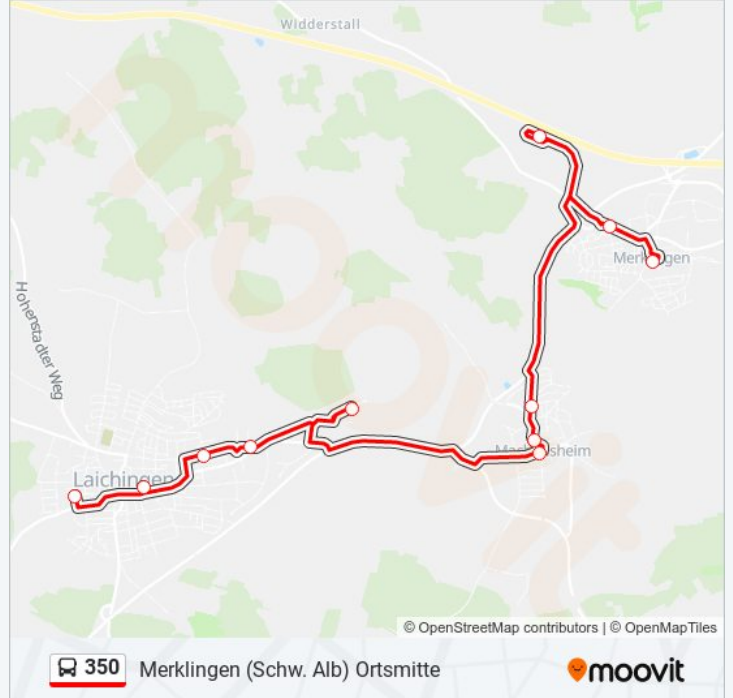 Widderstall
Merklingen
Hohenstadter Weg
Laichingen
© OpenStreetMap contributors | © OpenMapTiles
350 Merklingen (Schw. Alb) Ortsmitte
moovit